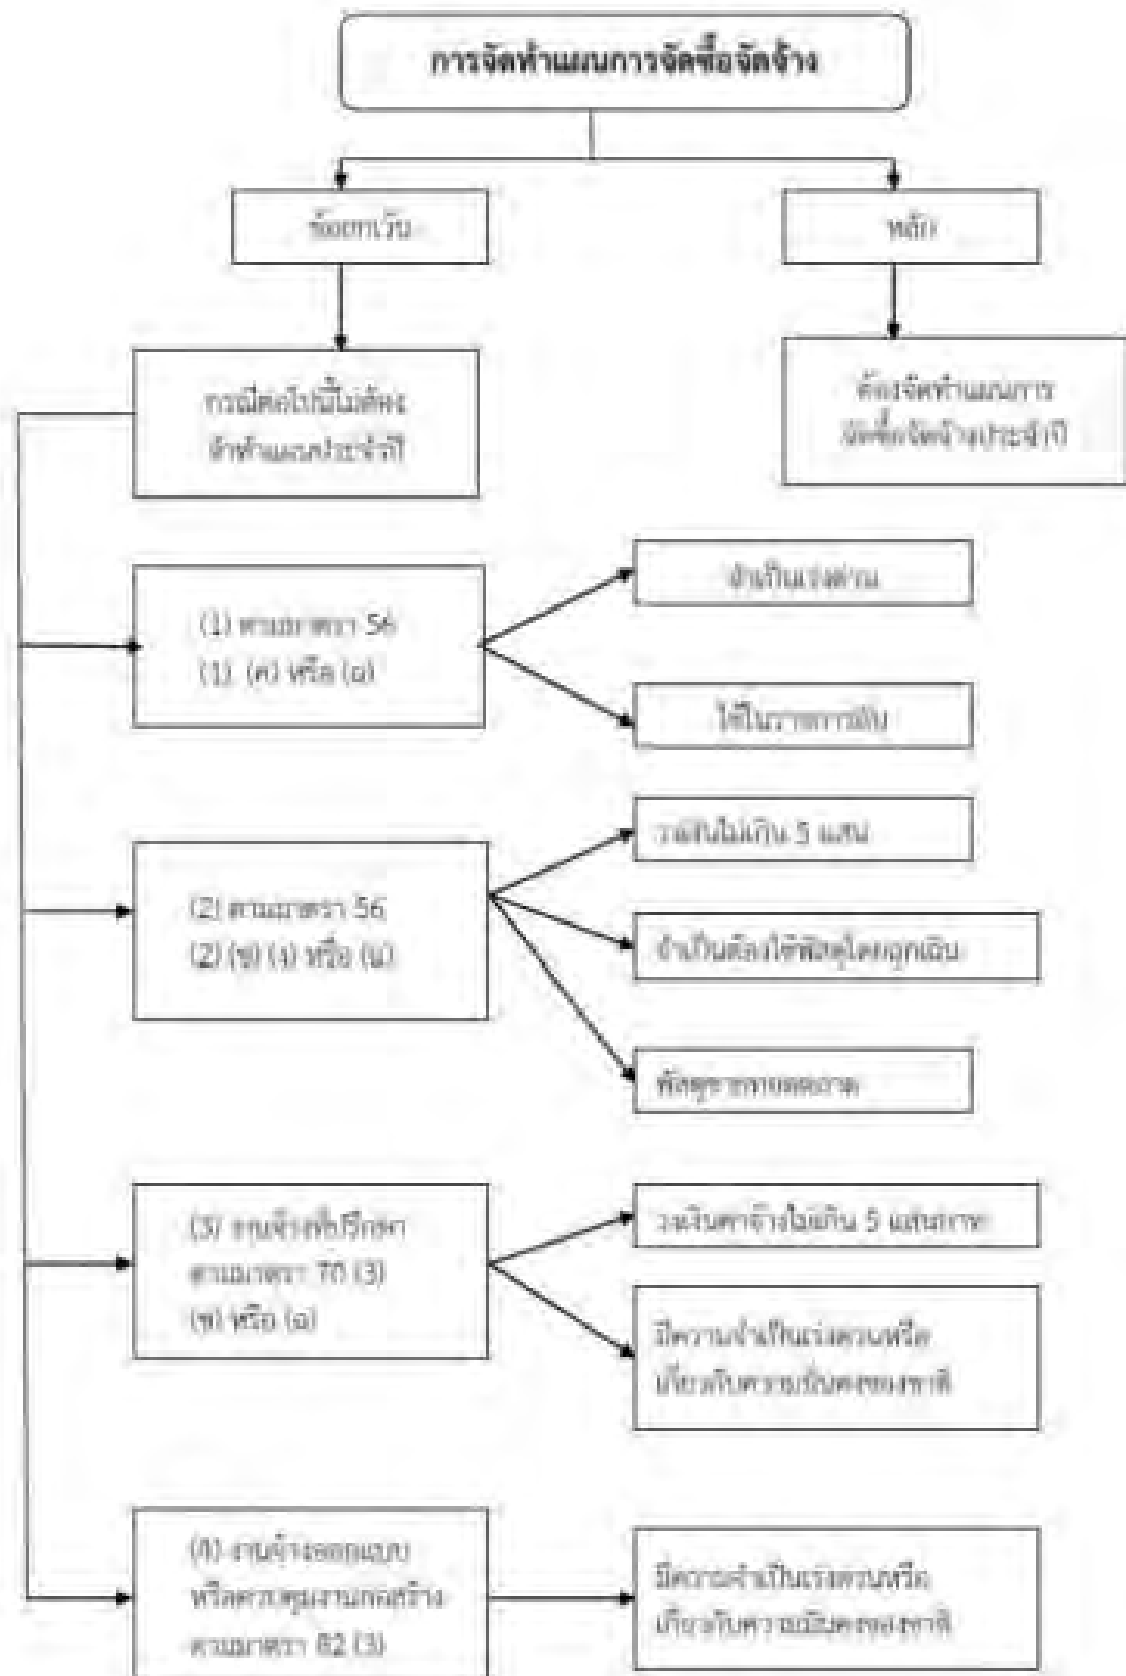 การจัดทำแผนการจัดซื้อจัดจ้าง
ข้อยกเว้น
หลัก
กรณีต่อไปนี้ไม่ต้อง
จัดทำแผนประจำปี
ต้องจัดทำแผนการ
จัดซื้อจัดจ้างประจำปี
(1) ตามมาตรา 56
(1) (ค) หรือ (ฉ)
จำเป็นเร่งด่วน
ใช้ในราชการลับ
(2) ตามมาตรา 56
(2) (ข) (ง) หรือ (ฉ)
วงเงินไม่เกิน 5 แสน
จำเป็นต้องใช้พัสดุโดยฉุกเฉิน
พัสดุขายทอดตลาด
(3) งานจ้างที่ปรึกษา
ตามมาตรา 70 (3)
(ข) หรือ (ฉ)
วงเงินค่าจ้างไม่เกิน 5 แสนบาท
มีความจำเป็นเร่งด่วนหรือ
เกี่ยวกับความมั่นคงของชาติ
(4) งานจ้างออกแบบ
หรือควบคุมงานก่อสร้าง
ตามมาตรา 82 (3)
มีความจำเป็นเร่งด่วนหรือ
เกี่ยวกับความมั่นคงของชาติ